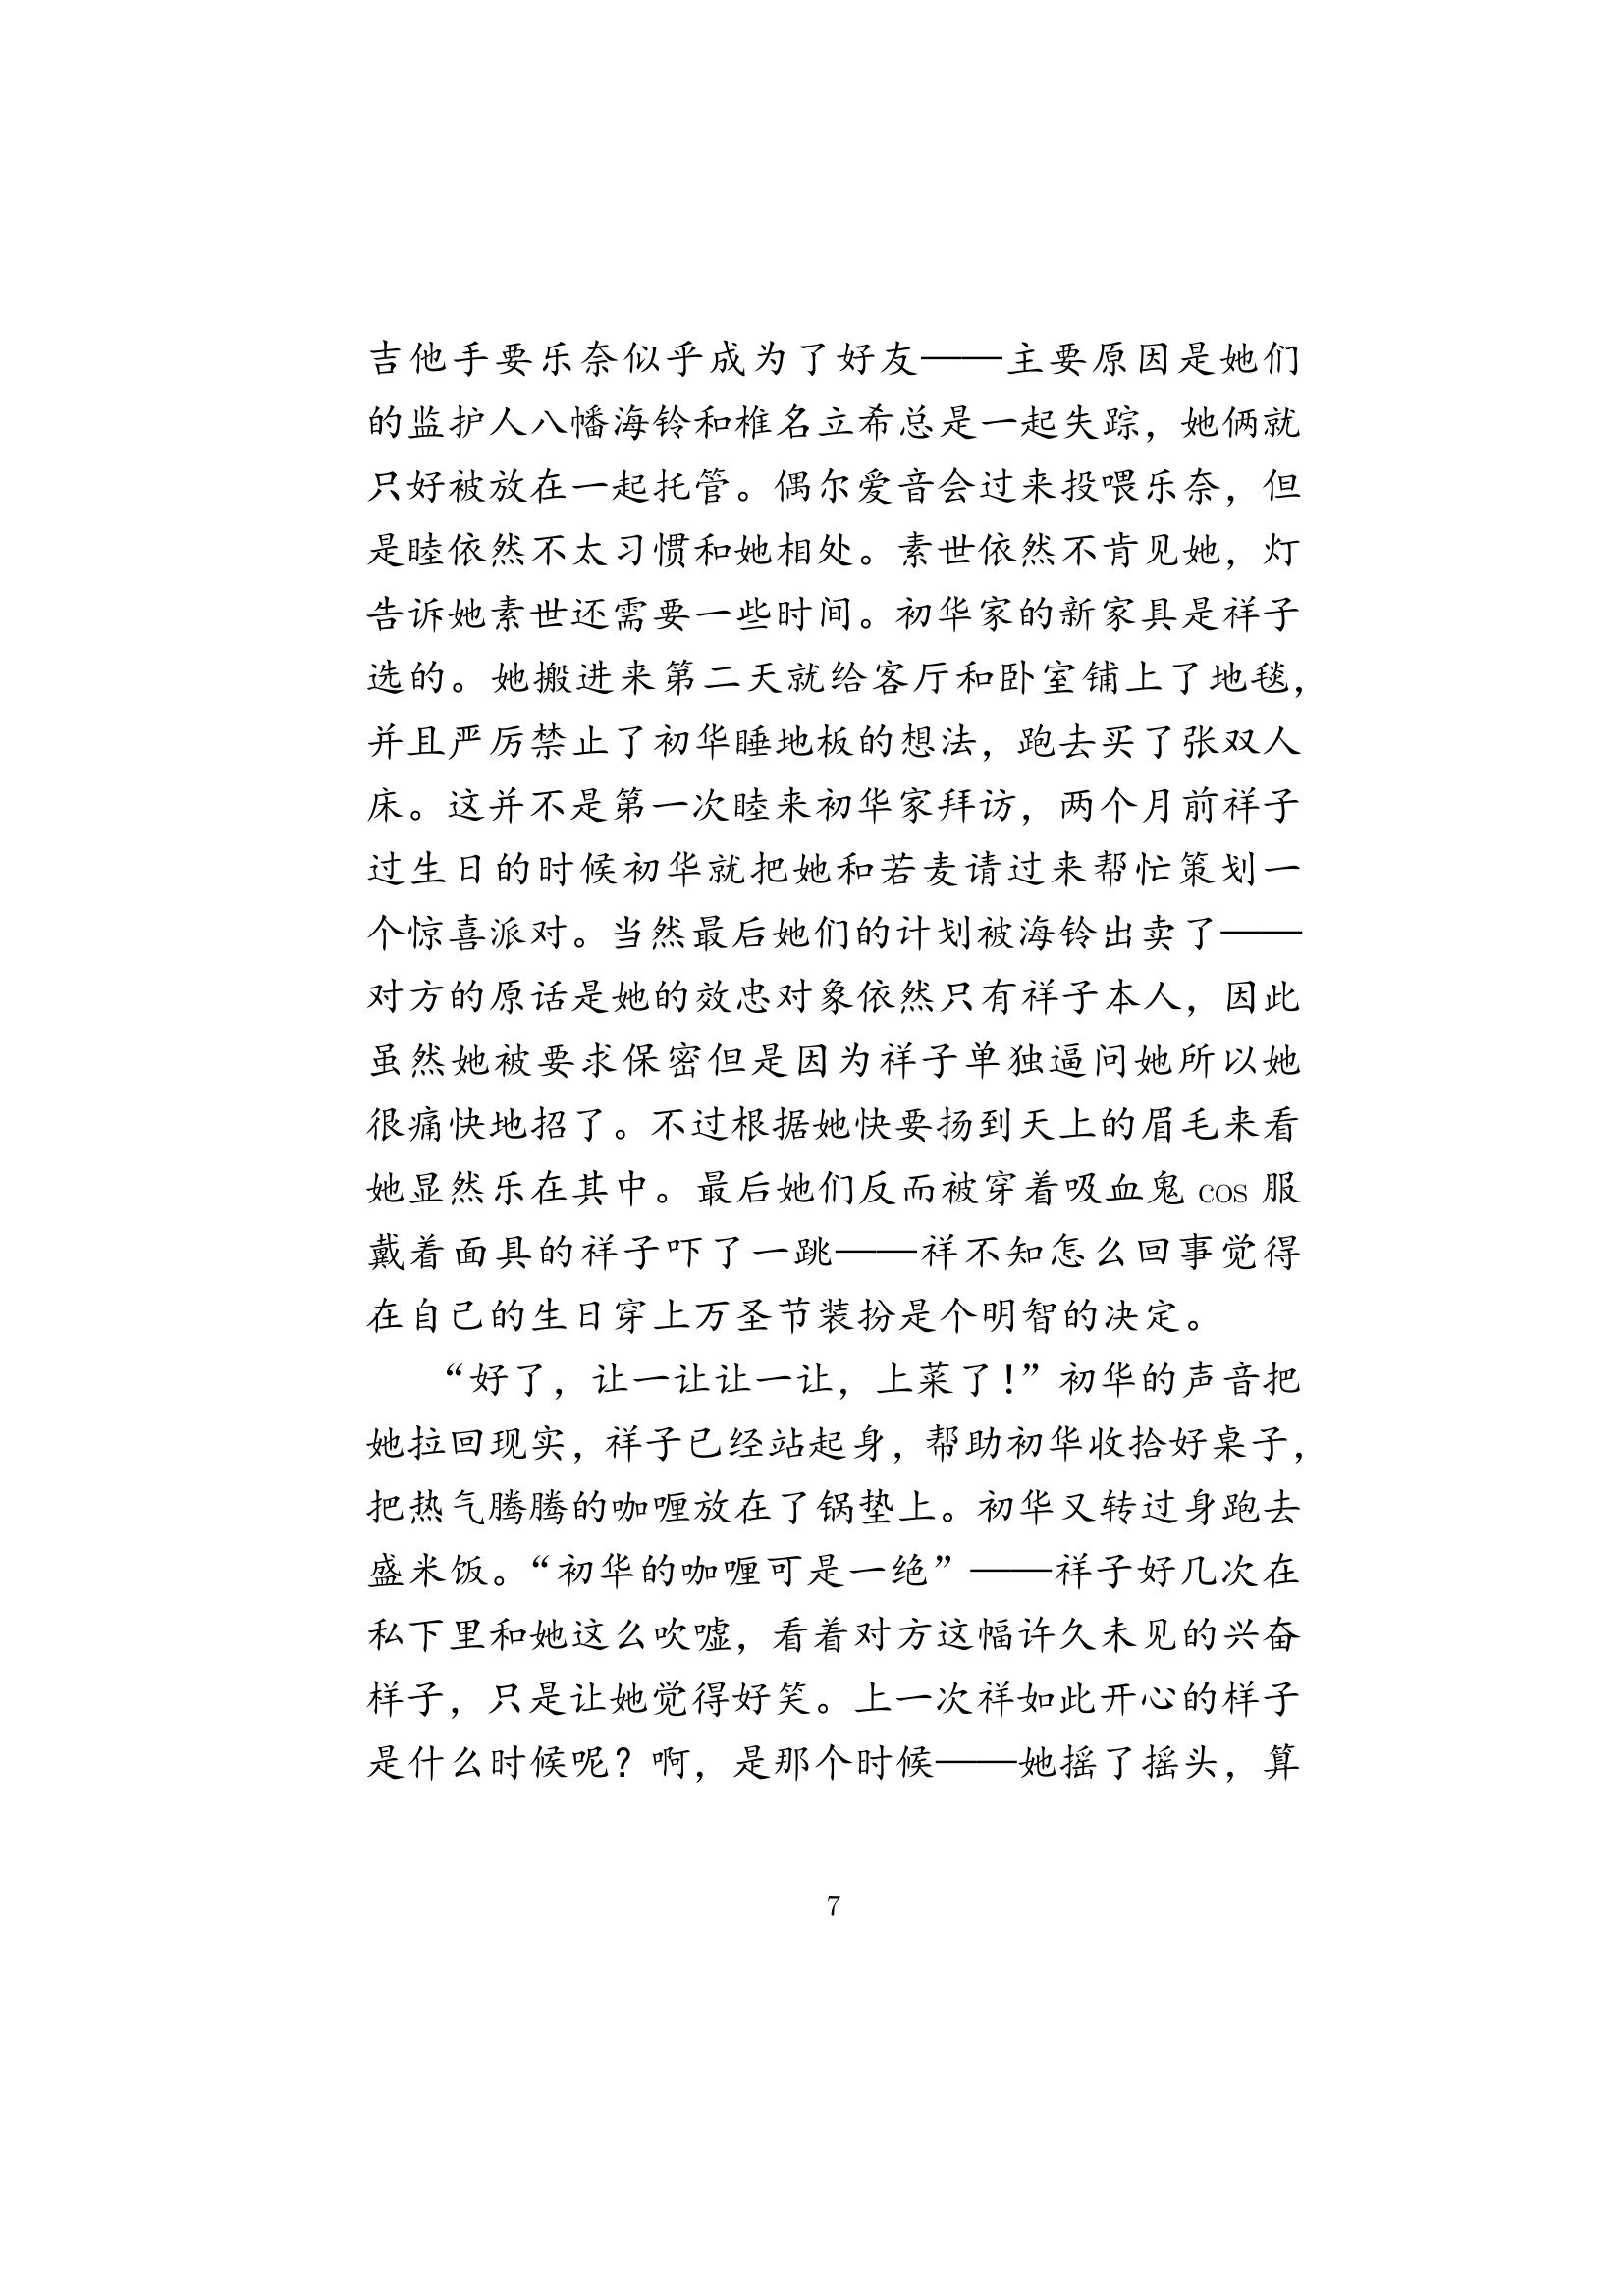 吉他手要乐奈似乎成为了好友——主要原因是她们
的监护人八幡海铃和椎名立希总是一起失踪，她俩就
只好被放在一起托管。偶尔爱音会过来投喂乐奈，但
是睦依然不太习惯和她相处。素世依然不肯见她，灯
告诉她素世还需要一些时间。初华家的新家具是祥子
选的。她搬进来第二天就给客厅和卧室铺上了地毯，
并且严厉禁止了初华睡地板的想法，跑去买了张双人
床。这并不是第一次睦来初华家拜访，两个月前祥子
过生日的时候初华就把她和若麦请过来帮忙策划一
个惊喜派对。当然最后她们的计划被海铃出卖了——
对方的原话是她的效忠对象依然只有祥子本人，因此
虽然她被要求保密但是因为祥子单独逼问她所以她
很痛快地招了。不过根据她快要扬到天上的眉毛来看
她显然乐在其中。最后她们反而被穿着吸血鬼 cos 服
戴着面具的祥子吓了一跳——祥不知怎么回事觉得
在自己的生日穿上万圣节装扮是个明智的决定。
“好了，让一让让一让，上菜了！”初华的声音把
她拉回现实，祥子已经站起身，帮助初华收拾好桌子，
把热气腾腾的咖喱放在了锅垫上。初华又转过身跑去
盛米饭。“初华的咖喱可是一绝”——祥子好几次在
私下里和她这么吹嘘，看着对方这幅许久未见的兴奋
样子，只是让她觉得好笑。上一次祥如此开心的样子
是什么时候呢？啊，是那个时候——她摇了摇头，算
7